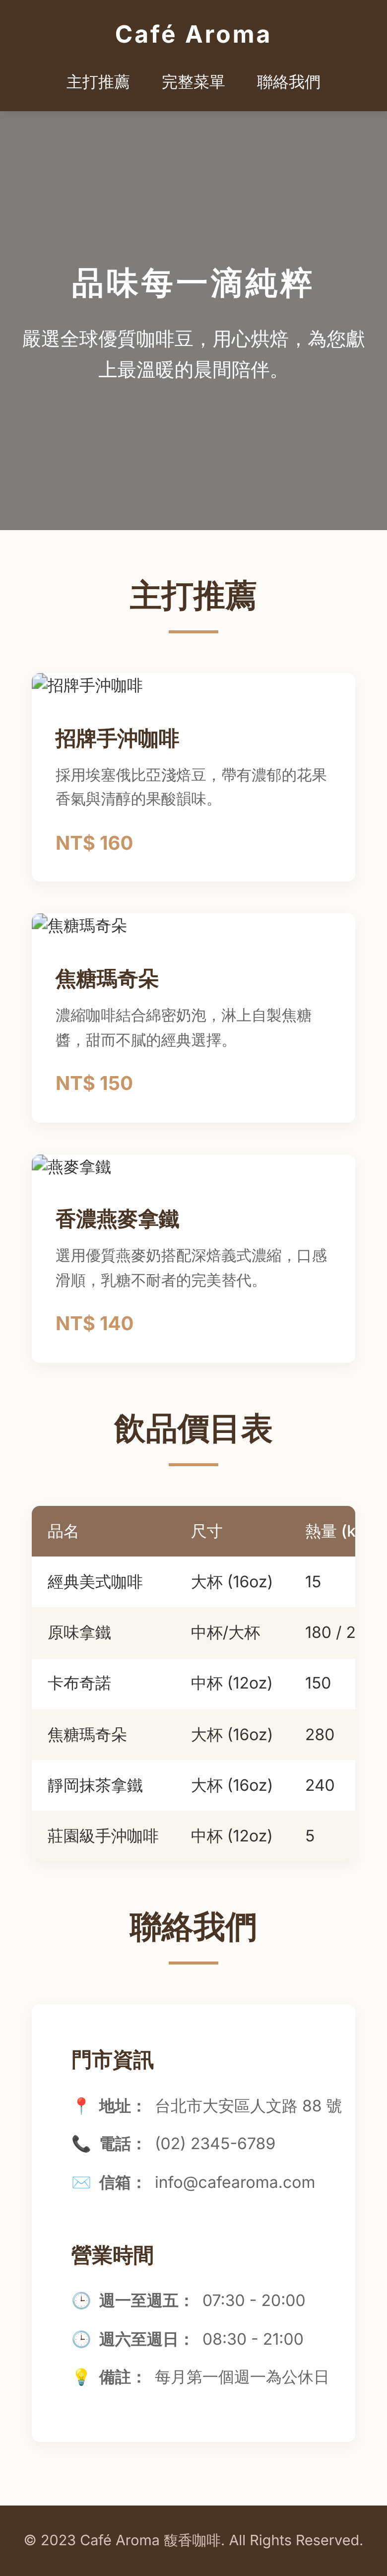 Café Aroma
主打推薦 完整菜單 聯絡我們
品味每一滴純粹
嚴選全球優質咖啡豆，用心烘焙，為您獻
上最溫暖的晨間陪伴。
主打推薦
招牌手沖咖啡
招牌手沖咖啡
採用埃塞俄比亞淺焙豆，帶有濃郁的花果
香氣與清醇的果酸韻味。
NT$ 160
焦糖瑪奇朵
焦糖瑪奇朵
濃縮咖啡結合綿密奶泡，淋上自製焦糖
醬，甜而不膩的經典選擇。
NT$ 150
燕麥拿鐵
香濃燕麥拿鐵
選用優質燕麥奶搭配深焙義式濃縮，口感
滑順，乳糖不耐者的完美替代。
NT$ 140
飲品價目表
品名 尺寸 熱量 (k
經典美式咖啡 大杯 (16oz) 15
原味拿鐵 中杯/大杯 180 / 2
卡布奇諾 中杯 (12oz) 150
焦糖瑪奇朵 大杯 (16oz) 280
靜岡抹茶拿鐵 大杯 (16oz) 240
莊園級手沖咖啡 中杯 (12oz) 5
聯絡我們
門市資訊
📍 地址： 台北市大安區人文路 88 號
📞 電話： (02) 2345-6789
✉️ 信箱： info@cafearoma.com
營業時間
🕒 週一至週五： 07:30 - 20:00
🕒 週六至週日： 08:30 - 21:00
💡 備註： 每月第一個週一為公休日
© 2023 Café Aroma 馥香咖啡. All Rights Reserved.